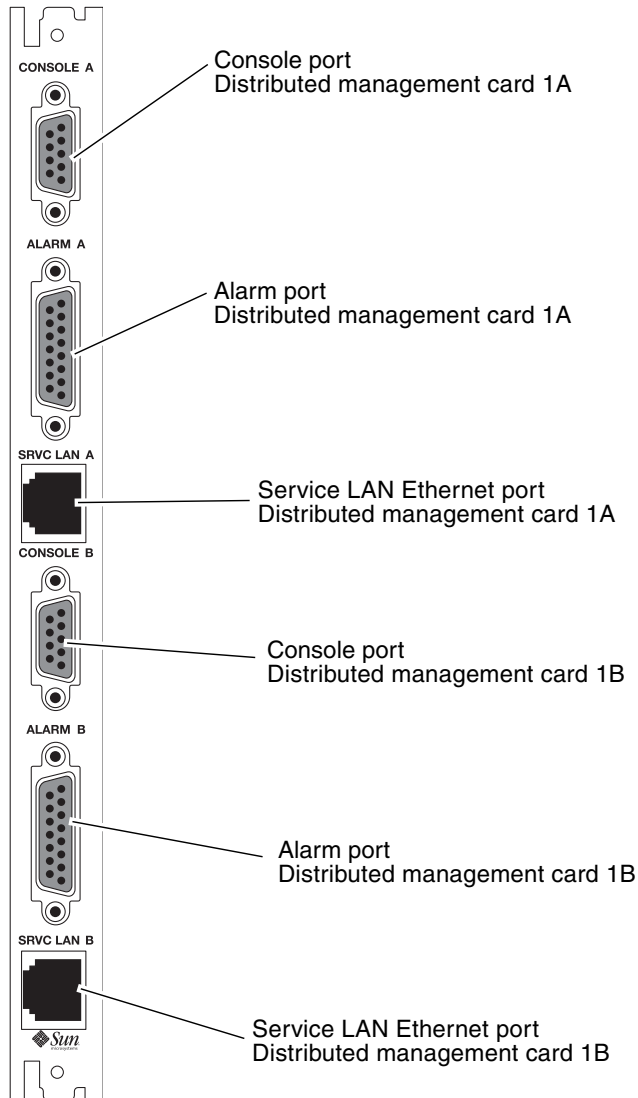 CONSOLE A
Console port
Distributed management card 1A
ALARM A
Alarm port
Distributed management card 1A
SRVC LAN A
Service LAN Ethernet port
Distributed management card 1A
CONSOLE B
Console port
Distributed management card 1B
ALARM B
Alarm port
Distributed management card 1B
SRVC LAN B
Service LAN Ethernet port
Distributed management card 1B
Sun
microsystems